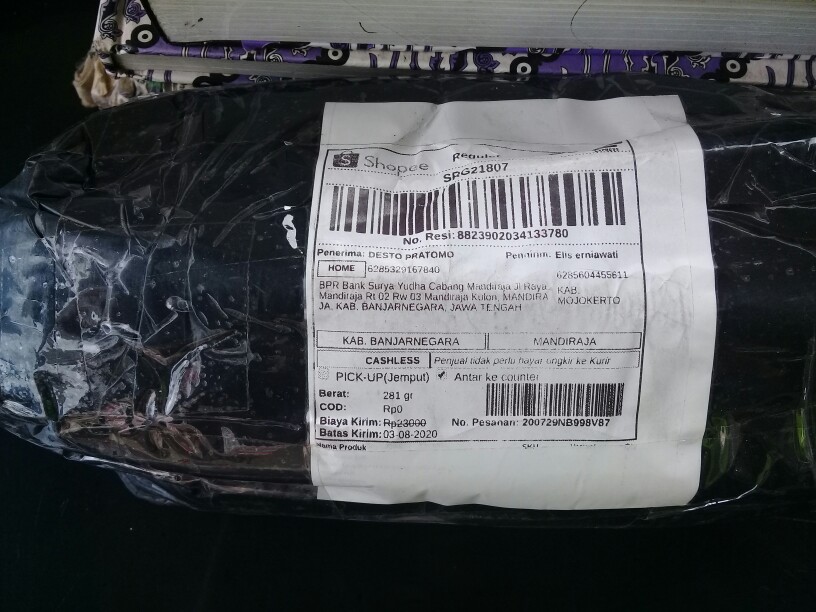 Shopee
SPG21807
No. Resi: 8823902034133780
Penerima: DESTO PRATOMO Elis erniawati
HOME 6285329167840 6285604455611
BPR Bank Surya Yudha Cabang Mandiraja Jl Raya KAB.
Mandiraja Rt 02 Rw 03 Mandiraja Kulon, MANDIRA MOJOKERTO
JA, KAB. BANJARNEGARA, JAWA TENGAH
KAB. BANJARNEGARA MANDIRAJA
CASHLESS Penjual tidak perlu bayar ongkir ke Kurir
PICK-UP(Jemput) ✔ Antar ke counter
Berat: 281 gr
COD: Rp0
Biaya Kirim: Rp23000 No. Pesanan: 200729NB998V87
Batas Kirim: 03-08-2020
Nama Produk SKU